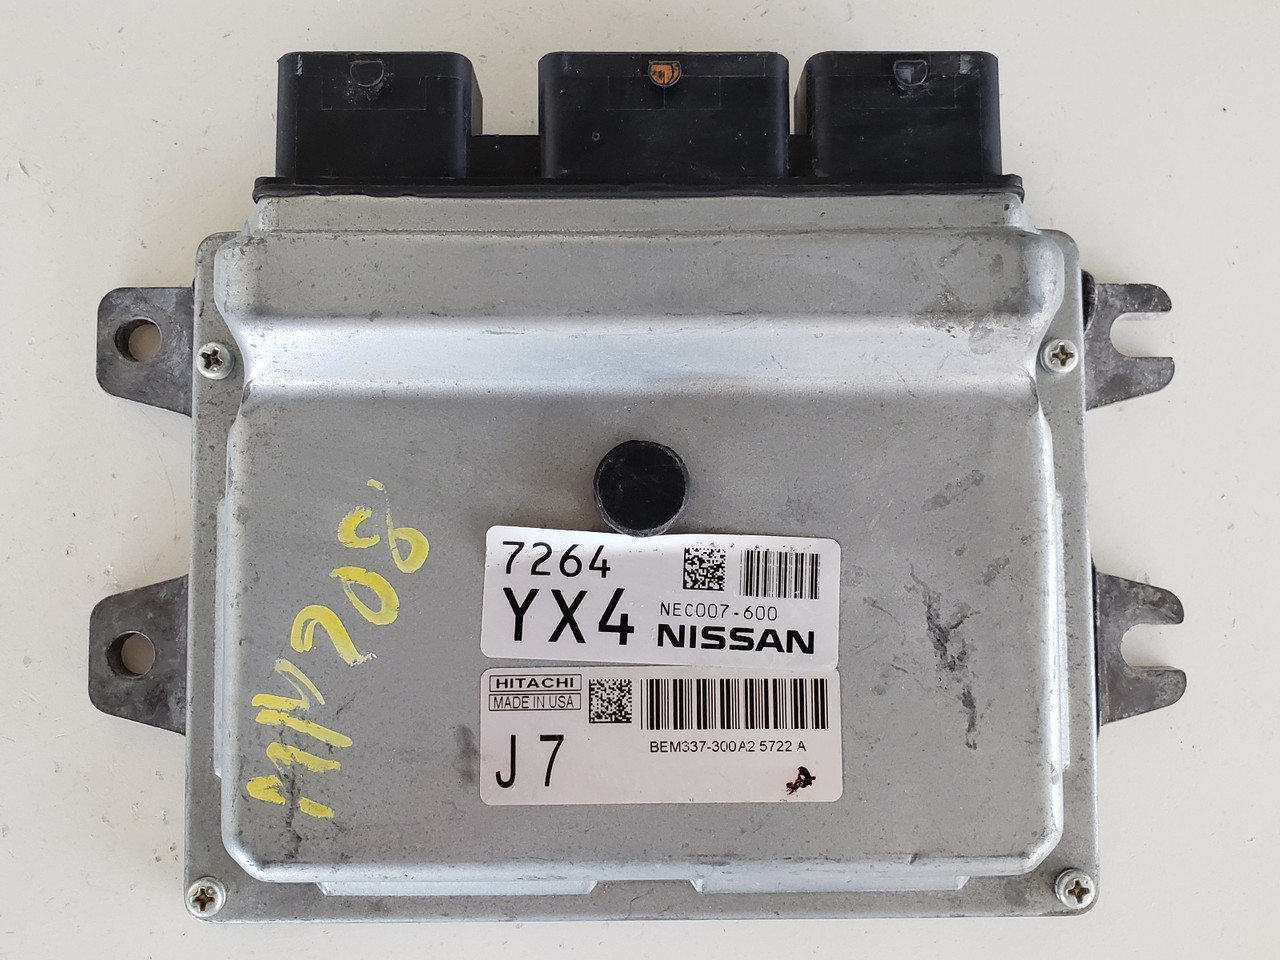 7264
YX4
NEC007-600
NISSAN
HITACHI
MADE IN USA
J7
BEM337-300A2 5722 A